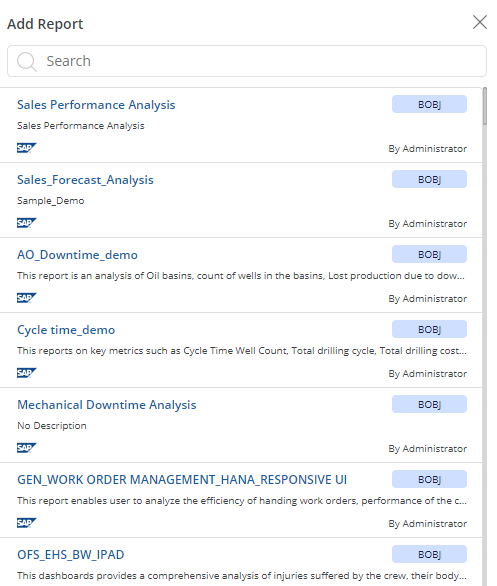 Add Report
Search
Sales Performance Analysis BOBJ
Sales Performance Analysis
SAP By Administrator
Sales_Forecast_Analysis BOBJ
Sample_Demo
SAP By Administrator
AO_Downtime_demo BOBJ
This report is an analysis of Oil basins, count of wells in the basins, Lost production due to dow...
SAP By Administrator
Cycle time_demo BOBJ
This reports on key metrics such as Cycle Time Well Count, Total drilling cycle, Total drilling cost...
SAP By Administrator
Mechanical Downtime Analysis BOBJ
No Description
SAP By Administrator
GEN_WORK ORDER MANAGEMENT_HANA_RESPONSIVE UI BOBJ
This report enables user to analyze the efficiency of handing work orders, performance of the c...
SAP By Administrator
OFS_EHS_BW_IPAD BOBJ
This dashboards provides a comprehensive analysis of injuries suffered by the crew, their body...